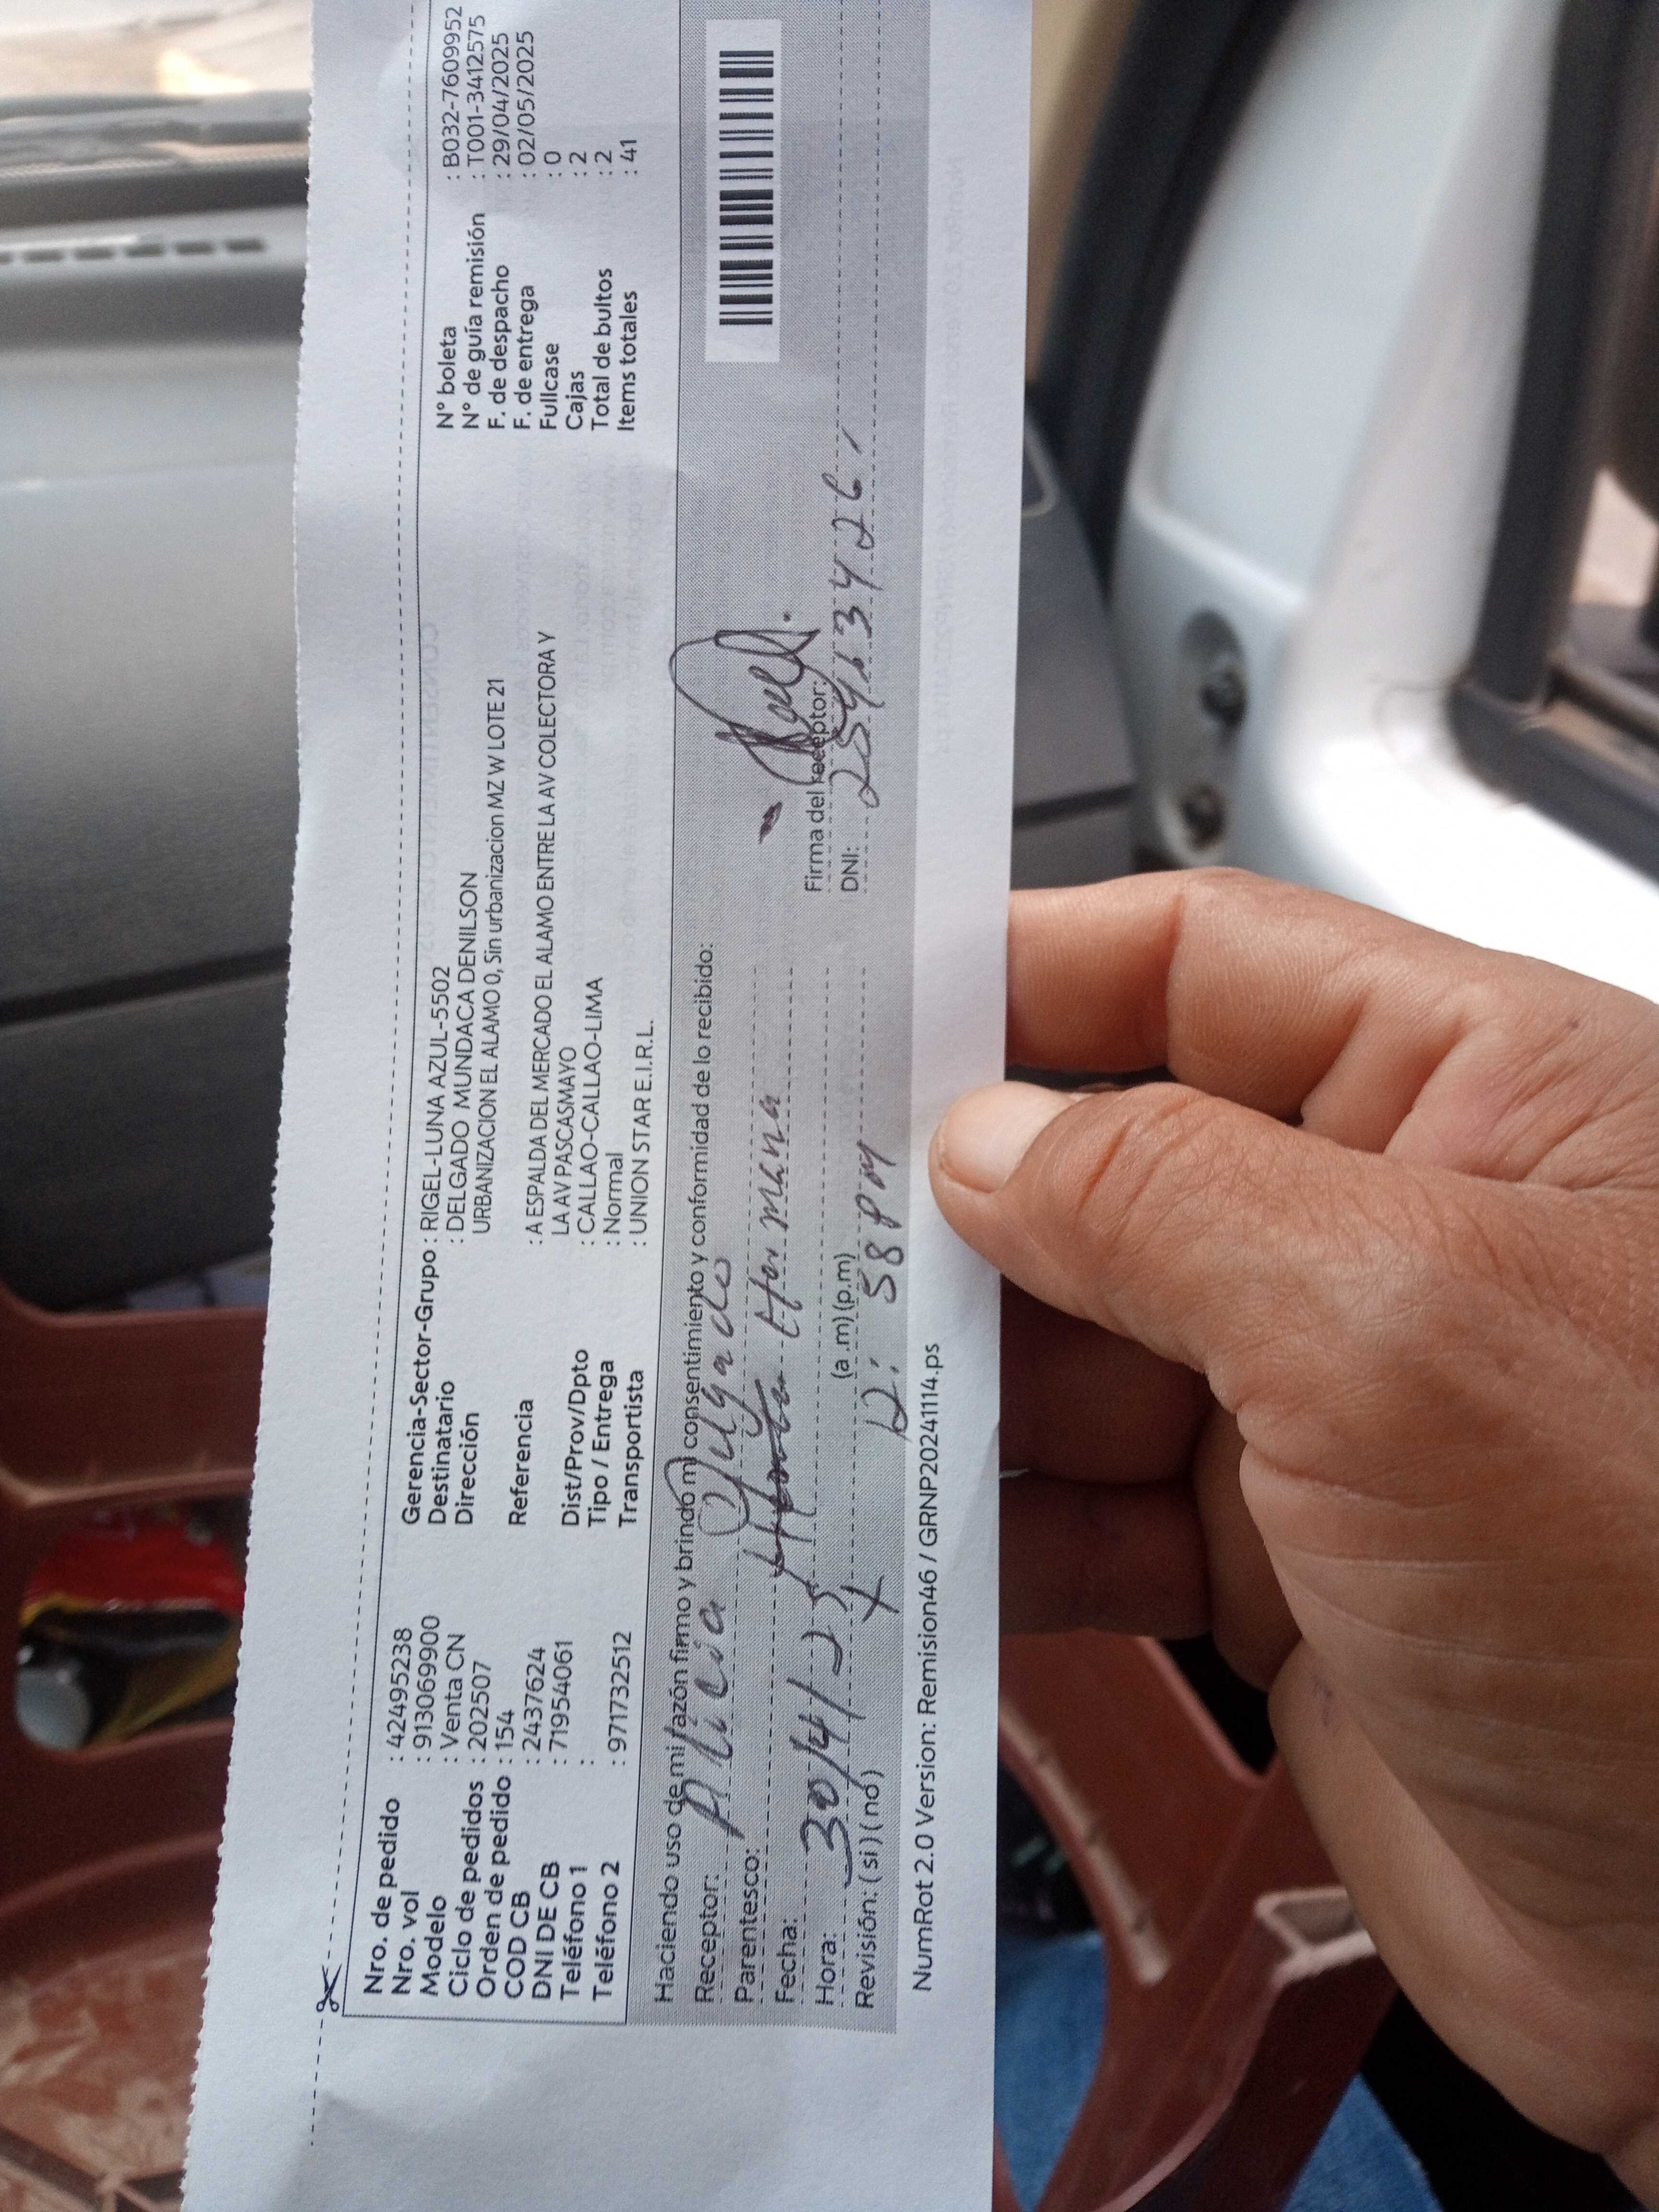 Nro. de pedido : 42495238
Nro. vol : 913069900
Modelo : Venta CN
Ciclo de pedidos : 202507
Orden de pedido : 154
COD CB : 2437624
DNI DE CB : 71954061
Teléfono 1 :
Teléfono 2 : 971732512
Gerencia-Sector-Grupo : RIGEL-LUNA AZUL-5502
Destinatario : DELGADO MUNDACA DENILSON
Dirección URBANIZACION EL ALAMO 0, Sin urbanizacion MZ W LOTE 21
Referencia : A ESPALDA DEL MERCADO EL ALAMO ENTRE LA AV COLECTORA Y
LA AV PASCASMAYO
Dist/Prov/Dpto : CALLAO-CALLAO-LIMA
Tipo / Entrega : Normal
Transportista : UNION STAR E.I.R.L.
N° boleta : B032-7609952
N° de guía remisión : T001-3412575
F. de despacho : 29/04/2025
F. de entrega : 02/05/2025
Fullcase : 0
Cajas : 2
Total de bultos : 2
Items totales : 41
Haciendo uso de mi razón firmo y brindo mi consentimiento y conformidad de lo recibido:
Receptor: Alicia Delgado
Parentesco: Hermana
Fecha: 30/4/25
Hora: (a .m) (p.m) 12:58 PM
Revisión: ( si ) ( no )
Firma del receptor:
DNI:
NumRot 2.0 Version: Remision46 / GRNP20241114.ps